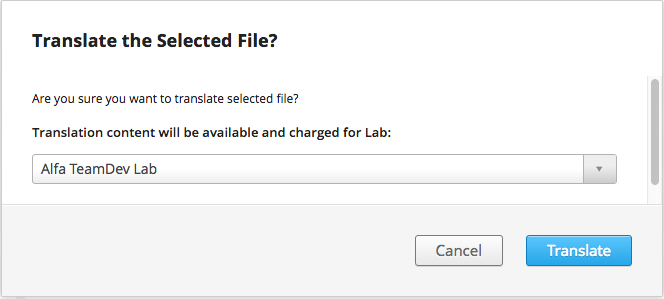 Translate the Selected File?
Are you sure you want to translate selected file?
Translation content will be available and charged for Lab:
Alfa TeamDev Lab
Cancel
Translate